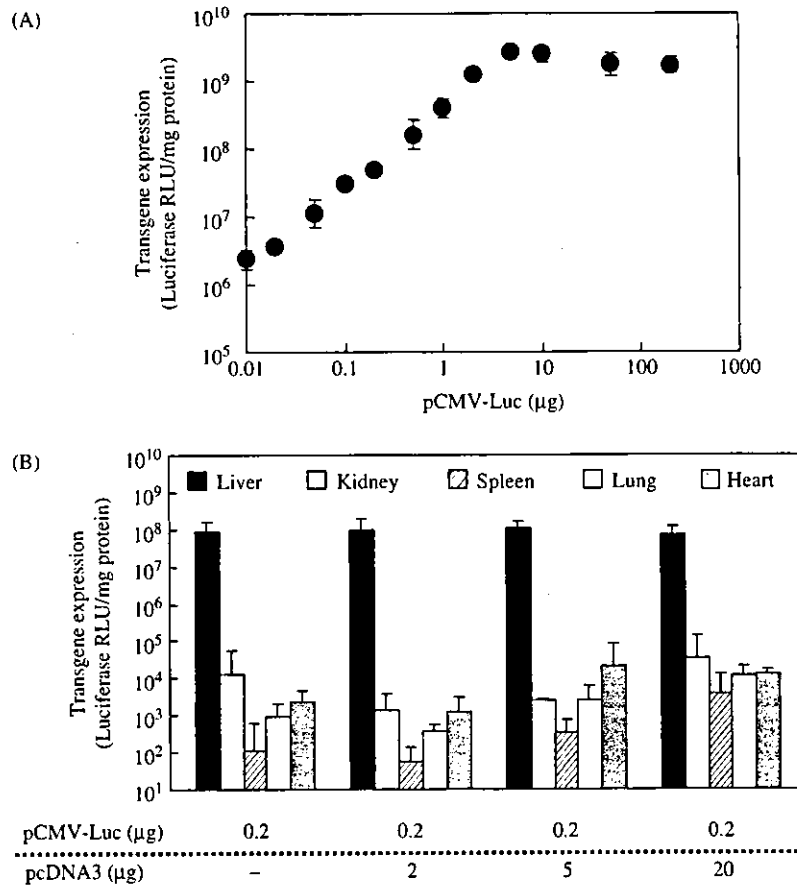 (A)
10^10
10^9
10^8
10^7
10^6
10^5
Transgene expression
(Luciferase RLU/mg protein)
0.01 0.1 1 10 100 1000
pCMV-Luc (μg)
(B)
10^10
10^9
10^8
10^7
10^6
10^5
10^4
10^3
10^2
10^1
Transgene expression
(Luciferase RLU/mg protein)
Liver Kidney Spleen Lung Heart
pCMV-Luc (μg) 0.2 0.2 0.2 0.2
pcDNA3 (μg) – 2 5 20